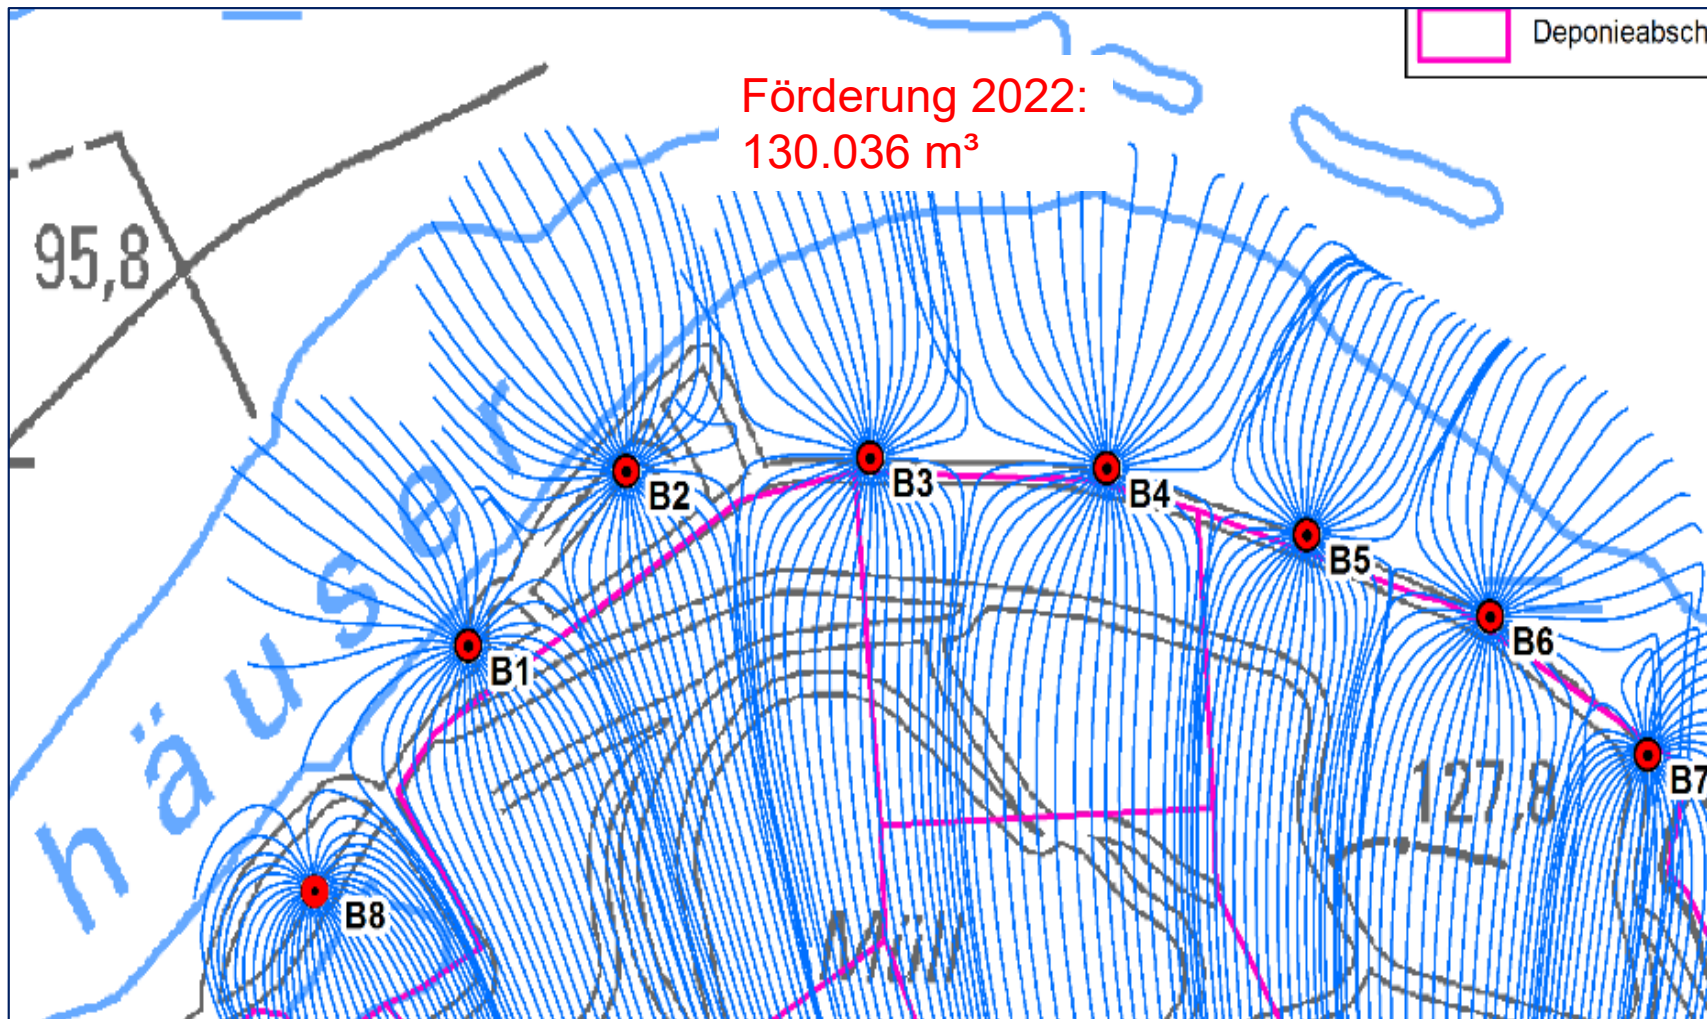 Deponieabsch
Förderung 2022:
130.036 m³
95,8
häuser
B2
B3
B4
B5
B1
B6
B7
127,8
B8
Müll